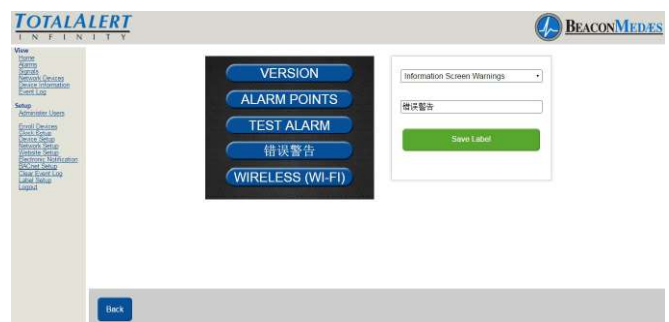 TOTALALERT
INFINITY
BEACONMEDÆS
View
Home
Alarms
Signals
Network Devices
Device Information
Event Log
Setup
Administer Users
Enroll Devices
Clock Setup
Device Setup
Network Setup
Website Setup
Electronic Notification
BACnet Setup
Clear Event Log
Label Setup
Logout
VERSION
ALARM POINTS
TEST ALARM
错误警告
WIRELESS (WI-FI)
Information Screen Warnings
错误警告
Save Label
Back